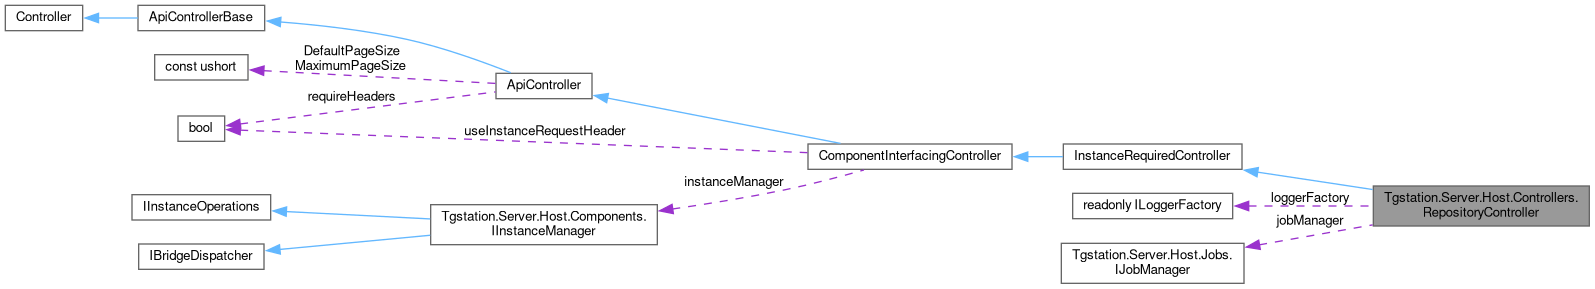 Controller
ApiControllerBase
DefaultPageSize
MaximumPageSize
const ushort
ApiController
requireHeaders
bool
useInstanceRequestHeader
ComponentInterfacingController
InstanceRequiredController
instanceManager
loggerFactory
readonly ILoggerFactory
Tgstation.Server.Host.Controllers.
RepositoryController
jobManager
IInstanceOperations
Tgstation.Server.Host.Components.
IInstanceManager
IBridgeDispatcher
Tgstation.Server.Host.Jobs.
IJobManager